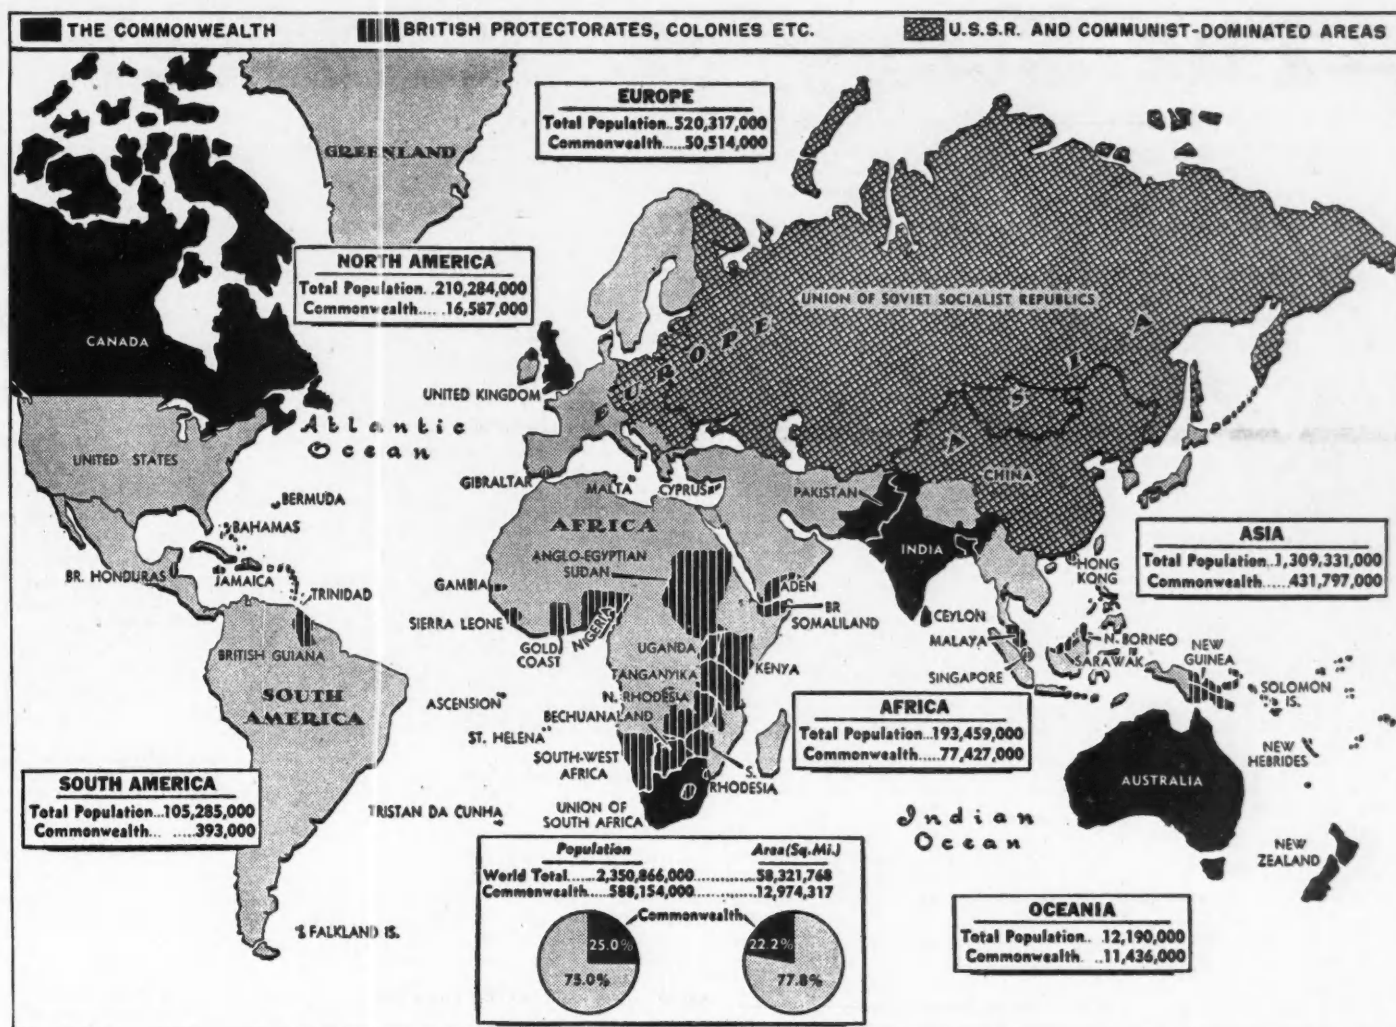 THE COMMONWEALTH
BRITISH PROTECTORATES, COLONIES ETC.
U.S.S.R. AND COMMUNIST-DOMINATED AREAS
GREENLAND
EUROPE
Total Population..520,317,000
Commonwealth.....50,514,000
NORTH AMERICA
Total Population..210,284,000
Commonwealth.... .16,587,000
CANADA
UNION OF SOVIET SOCIALIST REPUBLICS
EUROPE
ASIA
UNITED KINGDOM
Atlantic
Ocean
UNITED STATES
BERMUDA
BAHAMAS
BR. HONDURAS
JAMAICA
TRINIDAD
BRITISH GUIANA
SOUTH
AMERICA
GIBRALTAR
MALTA
CYPRUS
PAKISTAN
CHINA
INDIA
AFRICA
ANGLO-EGYPTIAN
SUDAN
GAMBIA
SIERRA LEONE
GOLD
COAST
NIGERIA
ADEN
BR
SOMALILAND
UGANDA
KENYA
TANGANYIKA
N. RHODESIA
BECHUANALAND
SOUTH-WEST
AFRICA
S.
RHODESIA
UNION OF
SOUTH AFRICA
ASCENSION
ST. HELENA
TRISTAN DA CUNHA
FALKLAND IS.
HONG
KONG
CEYLON
MALAYA
SINGAPORE
N. BORNEO
SARAWAK
NEW
GUINEA
SOLOMON
IS.
NEW
HEBRIDES
AUSTRALIA
NEW
ZEALAND
Indian
Ocean
ASIA
Total Population..1,309,331,000
Commonwealth.....431,797,000
AFRICA
Total Population...193,459,000
Commonwealth.....77,427,000
SOUTH AMERICA
Total Population...105,285,000
Commonwealth... ....393,000
OCEANIA
Total Population.. .12,190,000
Commonwealth. ..11,436,000
Population Area(Sq.Mi.)
World Total......2,350,866,000..........58,321,768
Commonwealth.....588,154,000..........12,974,317
Commonwealth
25.0%
75.0%
22.2%
77.8%